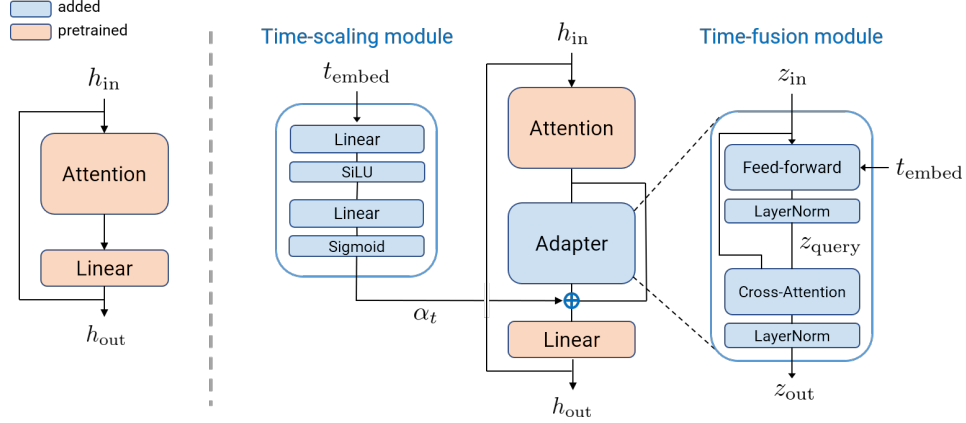 added
pretrained
h_in
Attention
Linear
h_out
Time-scaling module
t_embed
Linear
SiLU
Linear
Sigmoid
α_t
h_in
Attention
Adapter
Linear
h_out
Time-fusion module
z_in
Feed-forward
t_embed
LayerNorm
z_query
Cross-Attention
LayerNorm
z_out